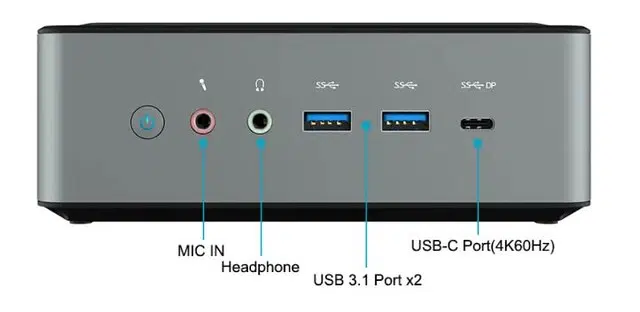 SS
SS
SS DP
MIC IN
Headphone
USB 3.1 Port x2
USB-C Port(4K60Hz)